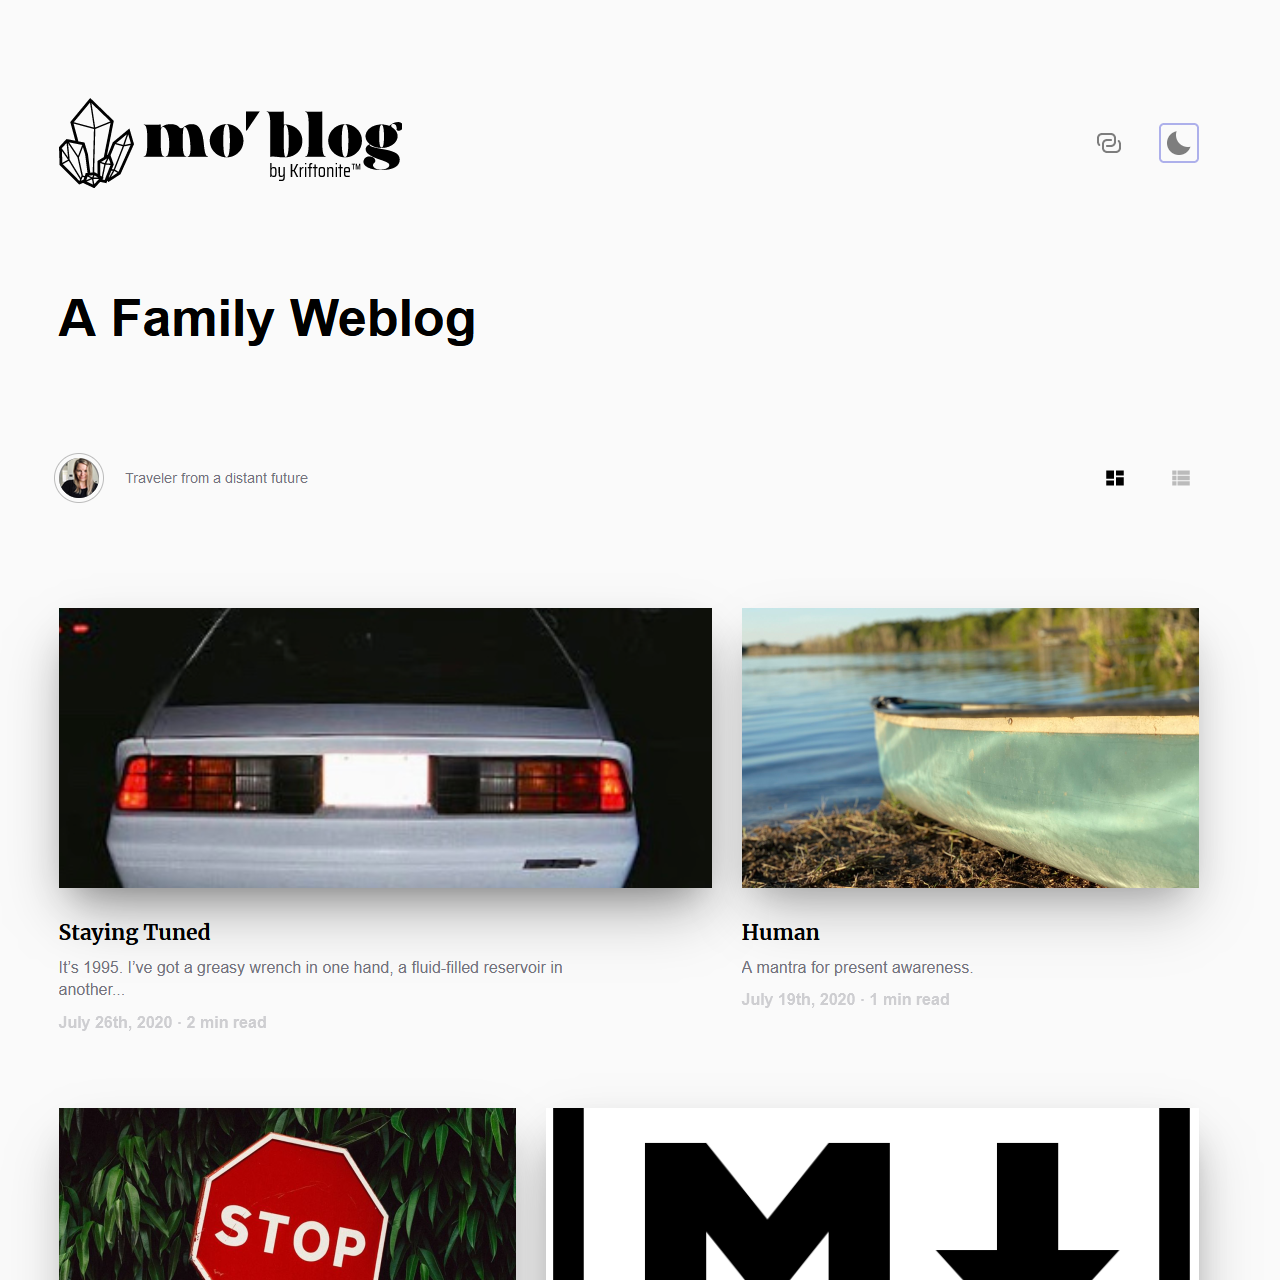 mo'blog
by Kriftonite™
A Family Weblog
Traveler from a distant future
Staying Tuned
It’s 1995. I’ve got a greasy wrench in one hand, a fluid-filled reservoir in
another...
July 26th, 2020 · 2 min read
Human
A mantra for present awareness.
July 19th, 2020 · 1 min read
STOP
M